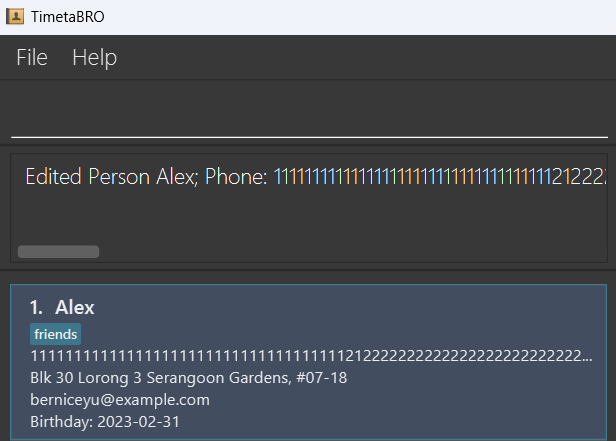 TimetaBRO
File Help
Edited Person Alex; Phone: 11111111111111111111111111111111111121222
1. Alex
friends
111111111111111111111111111111111111212222222222222222222222222...
Blk 30 Lorong 3 Serangoon Gardens, #07-18
berniceyu@example.com
Birthday: 2023-02-31